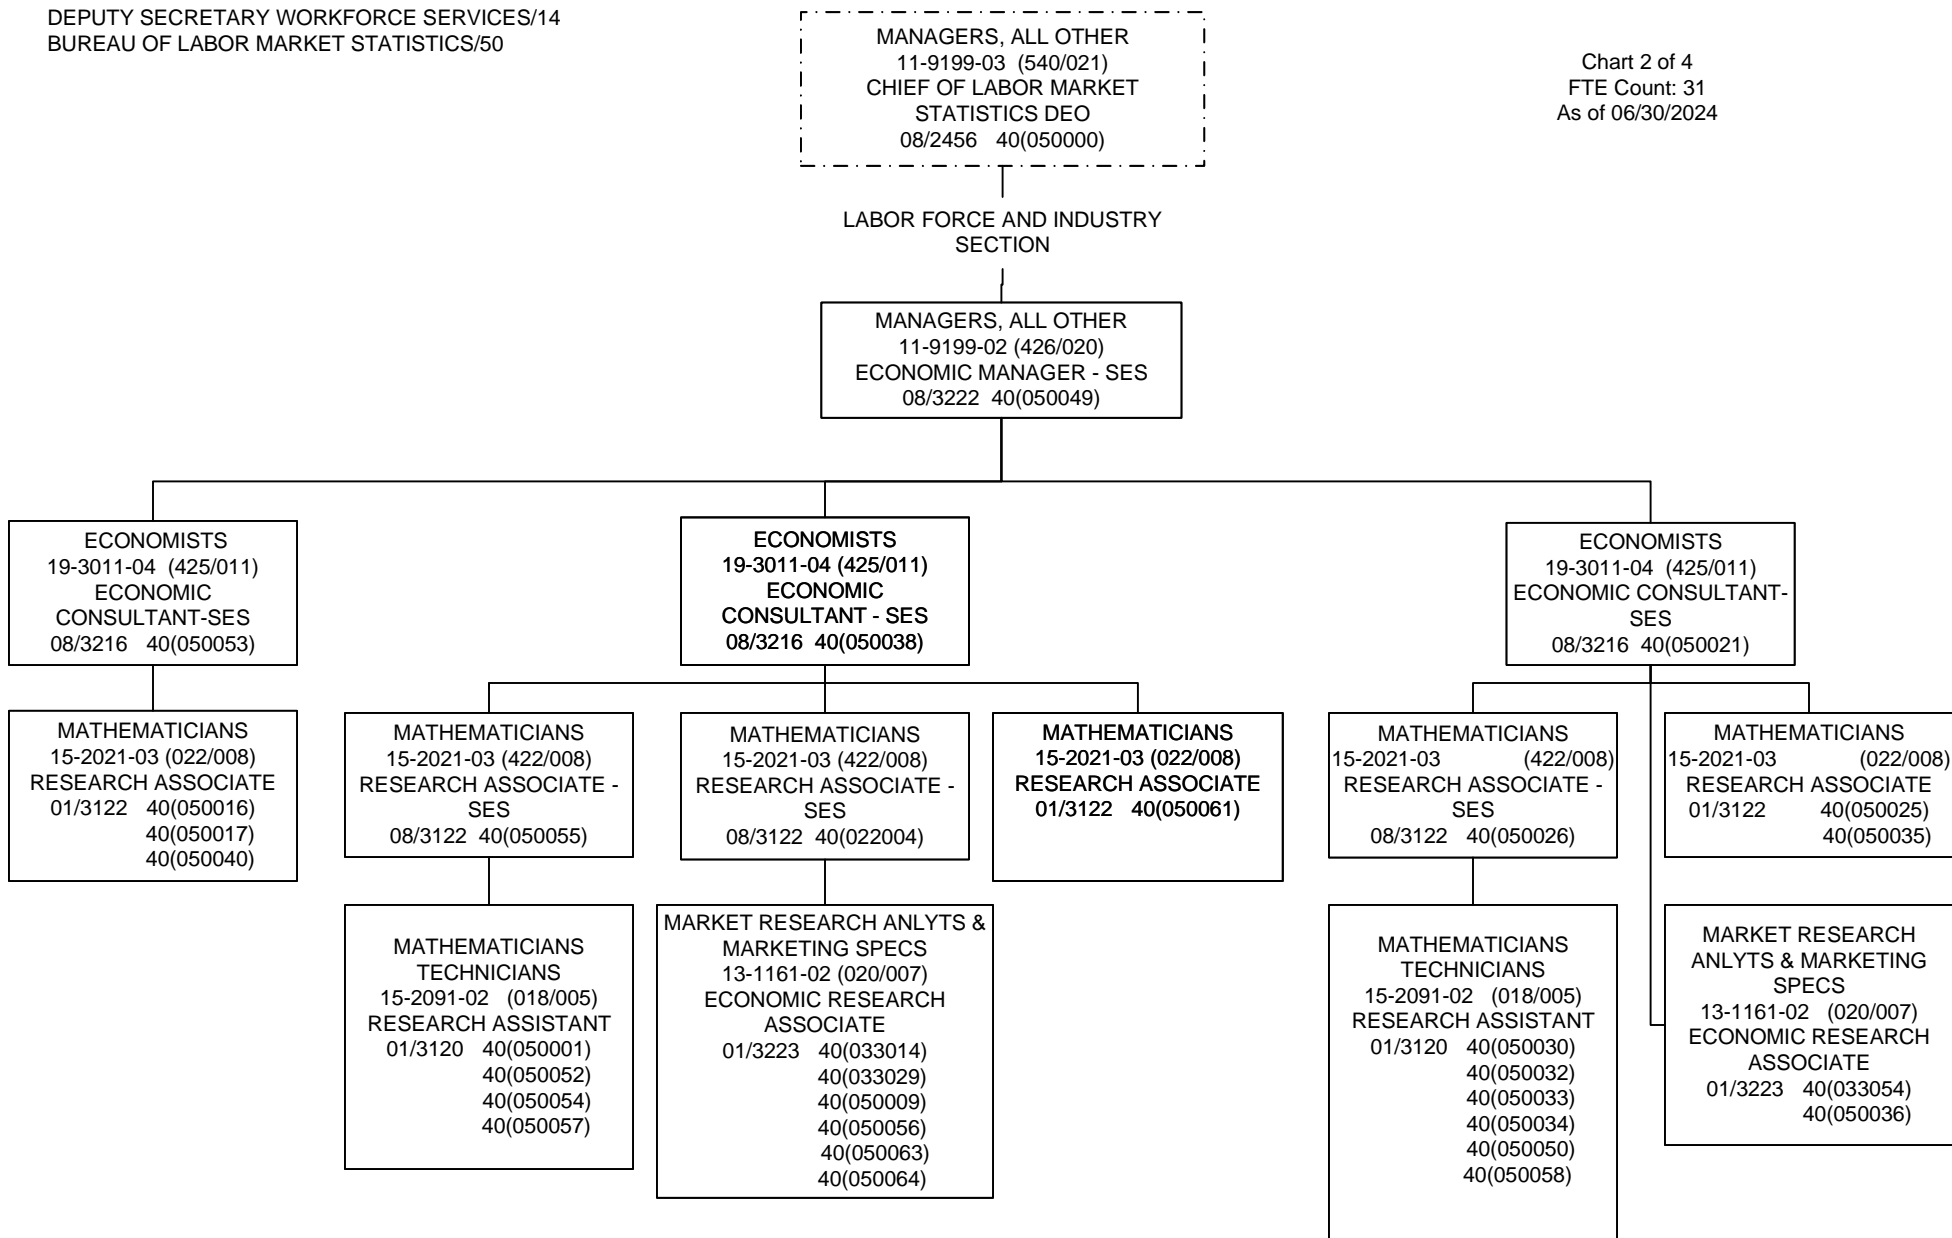 DEPUTY SECRETARY WORKFORCE SERVICES/14
BUREAU OF LABOR MARKET STATISTICS/50
MANAGERS, ALL OTHER
11-9199-03 (540/021)
CHIEF OF LABOR MARKET
STATISTICS DEO
08/2456 40(050000)
Chart 2 of 4
FTE Count: 31
As of 06/30/2024
LABOR FORCE AND INDUSTRY
SECTION
MANAGERS, ALL OTHER
11-9199-02 (426/020)
ECONOMIC MANAGER - SES
08/3222 40(050049)
ECONOMISTS
19-3011-04 (425/011)
ECONOMIC
CONSULTANT-SES
08/3216 40(050053)
ECONOMISTS
19-3011-04 (425/011)
ECONOMIC
CONSULTANT - SES
08/3216 40(050038)
ECONOMISTS
19-3011-04 (425/011)
ECONOMIC CONSULTANT-
SES
08/3216 40(050021)
MATHEMATICIANS
15-2021-03 (022/008)
RESEARCH ASSOCIATE
01/3122 40(050016)
40(050017)
40(050040)
MATHEMATICIANS
15-2021-03 (422/008)
RESEARCH ASSOCIATE -
SES
08/3122 40(050055)
MATHEMATICIANS
15-2021-03 (422/008)
RESEARCH ASSOCIATE -
SES
08/3122 40(022004)
MATHEMATICIANS
15-2021-03 (022/008)
RESEARCH ASSOCIATE
01/3122 40(050061)
MATHEMATICIANS
15-2021-03 (422/008)
RESEARCH ASSOCIATE -
SES
08/3122 40(050026)
MATHEMATICIANS
15-2021-03 (022/008)
RESEARCH ASSOCIATE
01/3122 40(050025)
40(050035)
MATHEMATICIANS
TECHNICIANS
15-2091-02 (018/005)
RESEARCH ASSISTANT
01/3120 40(050001)
40(050052)
40(050054)
40(050057)
MARKET RESEARCH ANLYTS &
MARKETING SPECS
13-1161-02 (020/007)
ECONOMIC RESEARCH
ASSOCIATE
01/3223 40(033014)
40(033029)
40(050009)
40(050056)
40(050063)
40(050064)
MATHEMATICIANS
TECHNICIANS
15-2091-02 (018/005)
RESEARCH ASSISTANT
01/3120 40(050030)
40(050032)
40(050033)
40(050034)
40(050050)
40(050058)
MARKET RESEARCH
ANLYTS & MARKETING
SPECS
13-1161-02 (020/007)
ECONOMIC RESEARCH
ASSOCIATE
01/3223 40(033054)
40(050036)